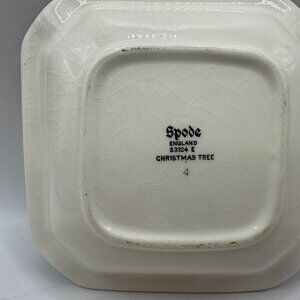 Spode
ENGLAND
S3324 E
CHRISTMAS TREE
4